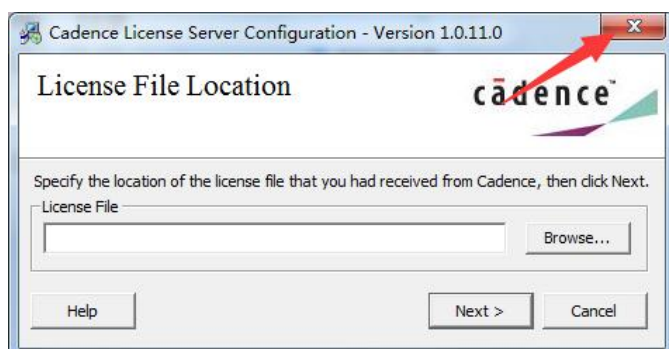 Cadence License Server Configuration - Version 1.0.11.0
License File Location
cādence™
Specify the location of the license file that you had received from Cadence, then click Next.
License File
Browse...
Help
Next >
Cancel